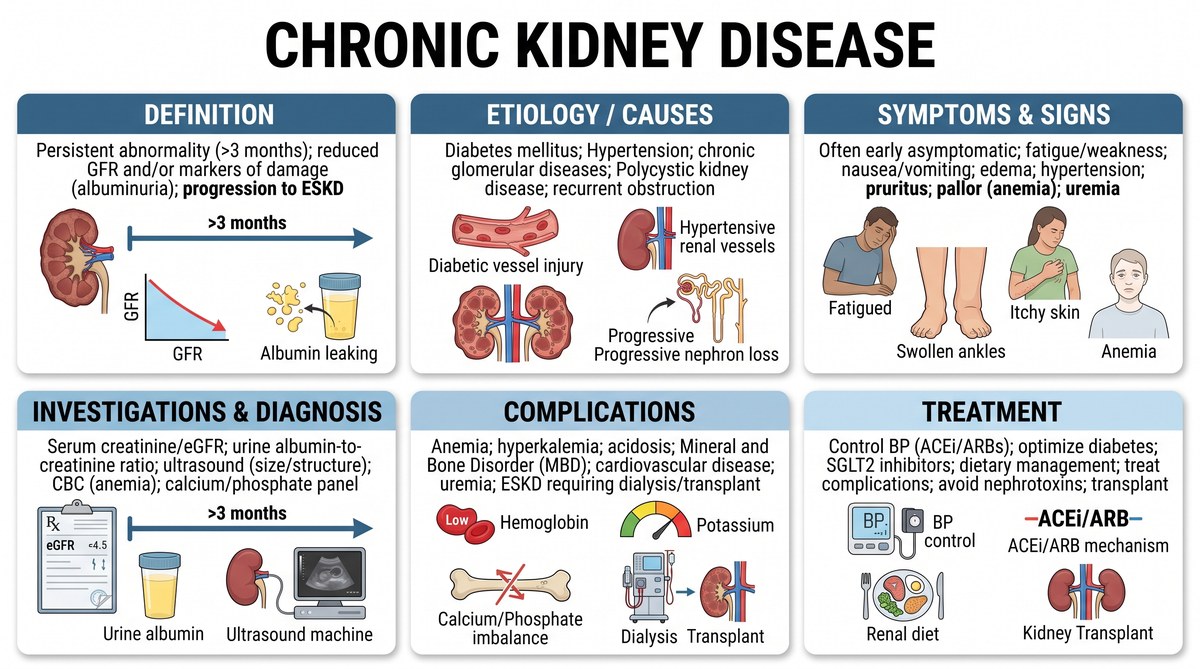 CHRONIC KIDNEY DISEASE
DEFINITION
Persistent abnormality (>3 months); reduced
GFR and/or markers of damage
(albuminuria); progression to ESKD
>3 months
GFR
GFR
Albumin leaking
ETIOLOGY / CAUSES
Diabetes mellitus; Hypertension; chronic
glomerular diseases; Polycystic kidney
disease; recurrent obstruction
Diabetic vessel injury
Hypertensive
renal vessels
Progressive
Progressive nephron loss
SYMPTOMS & SIGNS
Often early asymptomatic; fatigue/weakness;
nausea/vomiting; edema; hypertension;
pruritus; pallor (anemia); uremia
Fatigued
Swollen ankles
Itchy skin
Anemia
INVESTIGATIONS & DIAGNOSIS
Serum creatinine/eGFR; urine albumin-to-
creatinine ratio; ultrasound (size/structure);
CBC (anemia); calcium/phosphate panel
>3 months
Rx
eGFR <4.5
Urine albumin
Ultrasound machine
COMPLICATIONS
Anemia; hyperkalemia; acidosis; Mineral and
Bone Disorder (MBD); cardiovascular disease;
uremia; ESKD requiring dialysis/transplant
Low
Hemoglobin
Potassium
Calcium/Phosphate
imbalance
Dialysis
Transplant
TREATMENT
Control BP (ACEi/ARBs); optimize diabetes;
SGLT2 inhibitors; dietary management; treat
complications; avoid nephrotoxins; transplant
BP
BP
control
ACEi/ARB
ACEi/ARB mechanism
Renal diet
Kidney Transplant